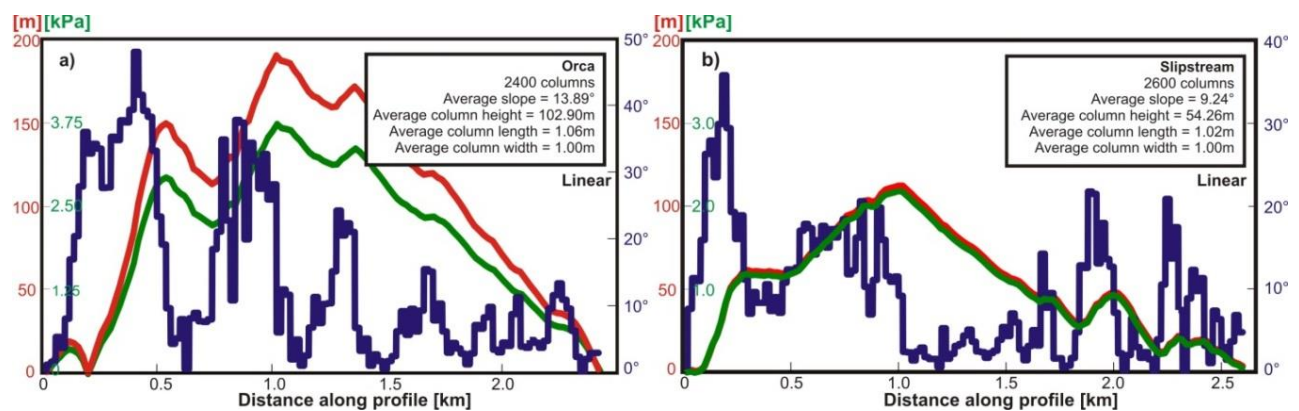 [m][kPa]
200
50°
a)
Orca
2400 columns
Average slope = 13.89°
Average column height = 102.90m
Average column length = 1.06m
Average column width = 1.00m
Linear
40°
150
3.75
30°
100
2.50
20°
50
1.25
10°
0
0
0°
0
0.5
1.0
1.5
2.0
Distance along profile [km]
[m][kPa]
200
40°
b)
Slipstream
2600 columns
Average slope = 9.24°
Average column height = 54.26m
Average column length = 1.02m
Average column width = 1.00m
Linear
150
3.0
30°
100
2.0
20°
50
1.0
10°
0
0°
0
0.5
1.0
1.5
2.0
2.5
Distance along profile [km]